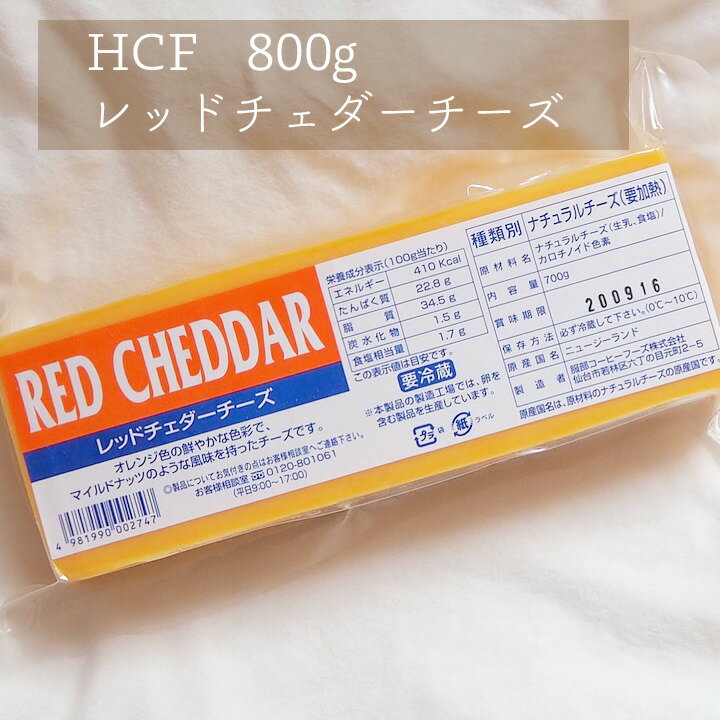 HCF 800g
レッドチェダーチーズ
RED CHEDDAR
レッドチェダーチーズ
オレンジ色の鮮やかな色彩で、
マイルドナッツのような風味を持ったチーズです。
◎製品についてお気付きの点はお客様相談室へご連絡下さい。
お客様相談室 0120-801061
(平日9:00〜17:00)
4 981990 002747
栄養成分表示(100g当たり)
エネルギー 410 Kcal
たんぱく質 22.8 g
脂質 34.5 g
炭水化物 1.5 g
食塩相当量 1.7 g
この表示値は目安です。
要冷蔵
※本製品の製造工場では、卵を
含む製品を生産しています。
プラ 袋 紙 ラベル
種類別 ナチュラルチーズ(要加熱)
原材料名 ナチュラルチーズ(生乳、食塩)/
カロチノイド色素
内容量 700g
賞味期限 200916
保存方法 必ず冷蔵して下さい。(0℃〜10℃)
原産国名 ニュージーランド
製造者 服部コーヒーフーズ株式会社
仙台市若林区六丁の目元町2-5
原産国名は、原材料のナチュラルチーズの原産国です。